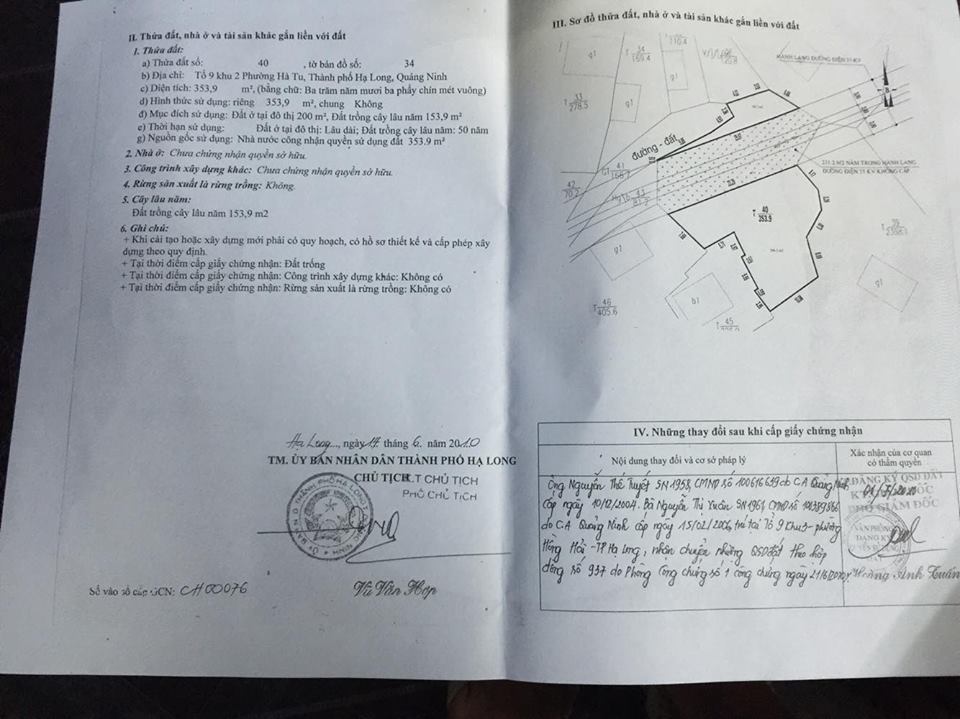 II. Thửa đất, nhà ở và tài sản khác gắn liền với đất
1. Thửa đất:
a) Thửa đất số: 40 , tờ bản đồ số: 34
b) Địa chỉ: Tổ 9 khu 2 Phường Hà Tu, Thành phố Hạ Long, Quảng Ninh
c) Diện tích: 353,9 m², (bằng chữ: Ba trăm năm mươi ba phẩy chín mét vuông)
d) Hình thức sử dụng: riêng 353,9 m², chung Không
đ) Mục đích sử dụng: Đất ở tại đô thị 200 m², Đất trồng cây lâu năm 153,9 m²
e) Thời hạn sử dụng: Đất ở tại đô thị: Lâu dài; Đất trồng cây lâu năm: 50 năm
g) Nguồn gốc sử dụng: Nhà nước công nhận quyền sử dụng đất 353.9 m²
2. Nhà ở: Chưa chứng nhận quyền sở hữu.
3. Công trình xây dựng khác: Chưa chứng nhận quyền sở hữu.
4. Rừng sản xuất là rừng trồng: Không.
5. Cây lâu năm:
Đất trồng cây lâu năm 153,9 m2
6. Ghi chú:
+ Khi cải tạo hoặc xây dựng mới phải có quy hoạch, có hồ sơ thiết kế và cấp phép xây
dựng theo quy định.
+ Tại thời điểm cấp giấy chứng nhận: Đất trống
+ Tại thời điểm cấp giấy chứng nhận: Công trình xây dựng khác: Không có
+ Tại thời điểm cấp giấy chứng nhận: Rừng sản xuất là rừng trồng: Không có
Hạ Long, ngày 17 tháng 6 năm 2010
TM. ỦY BAN NHÂN DÂN THÀNH PHỐ HẠ LONG
CHỦ TỊCH K.T CHỦ TỊCH
PHÓ CHỦ TỊCH
Vũ Văn Hợp
Số vào sổ cấp GCN: CH00076
III. Sơ đồ thửa đất, nhà ở và tài sản khác gắn liền với đất
HÀNH LANG ĐƯỜNG ĐIỆN 35 KV
g1
T 34
159.4
T 31
278.5
g1
B
đường - đất
M2 NẰM TRONG HÀNH LANG
ĐƯỜNG ĐIỆN 35 KV KHÔNG CẤP
41
42
70.2
43
T 40
353.9
g1
g1
b1
T 46
405.6
T 45
IV. Những thay đổi sau khi cấp giấy chứng nhận
Nội dung thay đổi và cơ sở pháp lý
Xác nhận của cơ quan
có thẩm quyền
Ông Nguyễn Thế Tuyết SN 1958, CMND số 100616619 do C.A Quảng Ninh
cấp ngày 10/12/2004. Bà Nguyễn Thị Xuân SN 1961 CMND số
do C.A Quảng Ninh cấp ngày 15/02/2006, trú tại Tổ 9 Khu 3 - phường
Hồng Hải - TP Hạ Long, nhận chuyển nhượng QSD đất theo hợp
đồng số 937 do Phòng Công chứng số 1 công chứng ngày 21/6/2010
ĐĂNG KÝ QSD ĐẤT
PHÓ GIÁM ĐỐC
VĂN PHÒNG
ĐĂNG KÝ
Hoàng Anh Tuấn